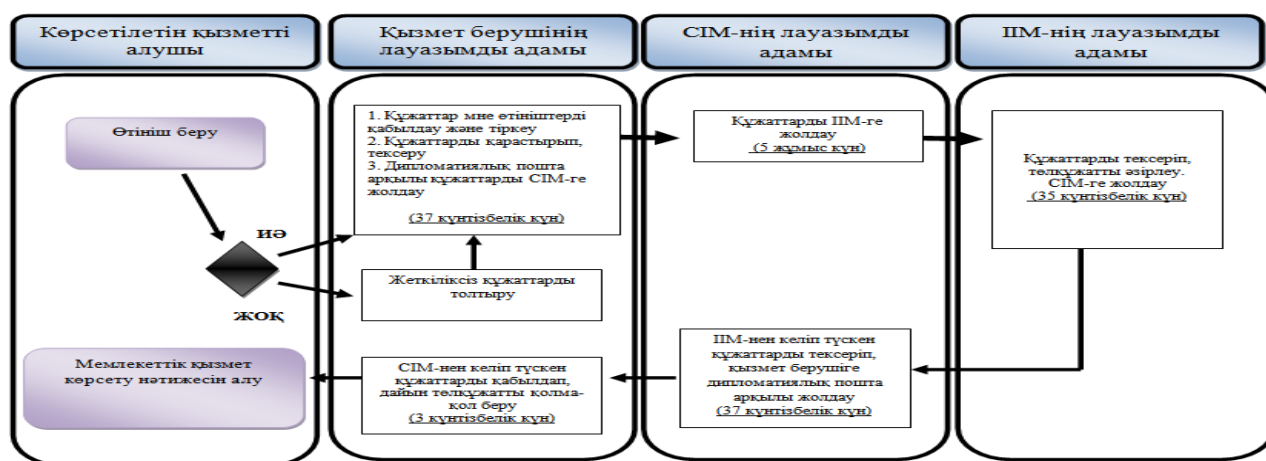 Көрсетілетін қызметті
алушы
Қызмет берушінің
лауазымды адамы
СІМ-нің лауазымды
адамы
ІІМ-нің лауазымды
адамы
Өтініш беру
иә
жоқ
1. Құжаттар мне өтініштерді
қабылдау және тіркеу
2. Құжаттарды қарастырып,
тексеру
3. Дипломатиялық пошта
арқылы құжаттарды СІМ-ге
жолдау
(37 күнтізбелік күн)
Жеткіліксіз құжаттарды
толтыру
Құжаттарды ІІМ-ге
жолдау
(5 жұмыс күн)
Құжаттарды тексеріп,
төлқұжатты әзірлеу.
СІМ-ге жолдау
(35 күнтізбелік күн)
ІІМ-нен келіп түскен
құжаттарды тексеріп,
қызмет берушіге
дипломатиялық пошта
арқылы жолдау
(37 күнтізбелік күн)
СІМ-нен келіп түскен
құжаттарды қабылдап,
дайын төлқұжатты қолма-
қол беру
(3 күнтізбелік күн)
Мемлекеттік қызмет
көрсету нәтижесін алу